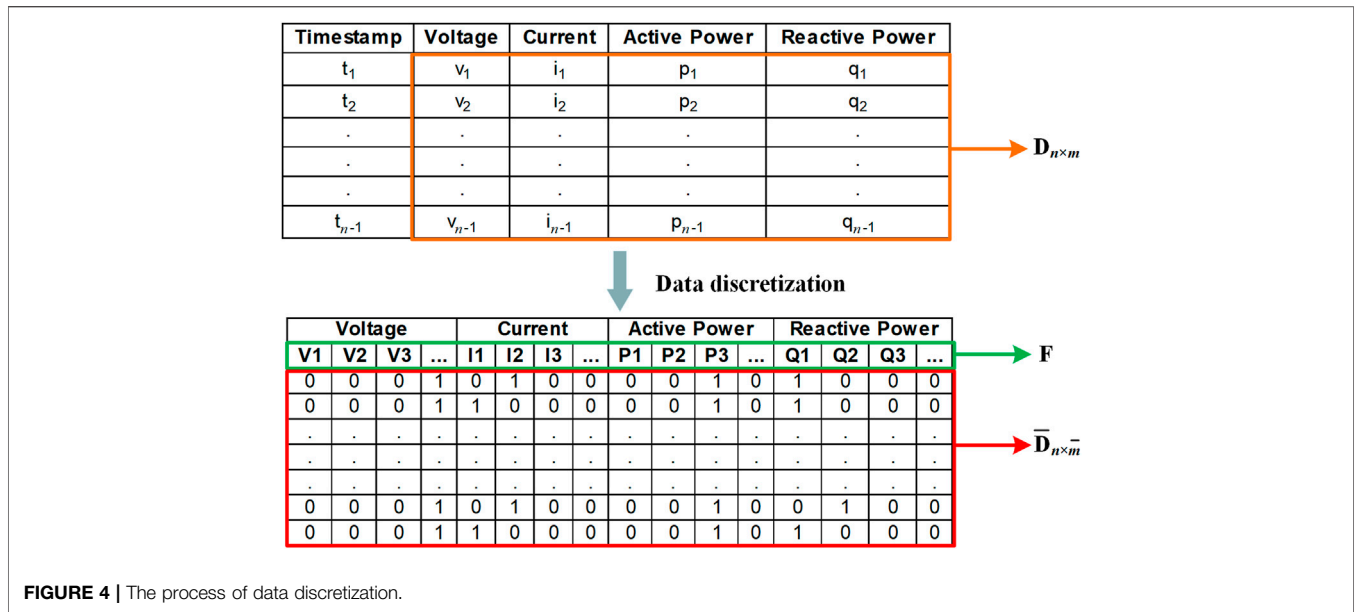 Timestamp Voltage Current Active Power Reactive Power
t1 v1 i1 p1 q1
t2 v2 i2 p2 q2
. . . . .
. . . . .
. . . . .
tn-1 vn-1 in-1 pn-1 qn-1
Dn×m
Data discretization
Voltage Current Active Power Reactive Power
V1 V2 V3 ... I1 I2 I3 ... P1 P2 P3 ... Q1 Q2 Q3 ...
F
0 0 0 1 0 1 0 0 0 0 1 0 1 0 0 0
0 0 0 1 1 0 0 0 0 0 1 0 1 0 0 0
. . . . . . . . . . . . . . . .
. . . . . . . . . . . . . . . .
. . . . . . . . . . . . . . . .
0 0 0 1 0 1 0 0 0 0 1 0 0 1 0 0
0 0 0 1 1 0 0 0 0 0 1 0 1 0 0 0
D̅n×m̅
FIGURE 4 | The process of data discretization.